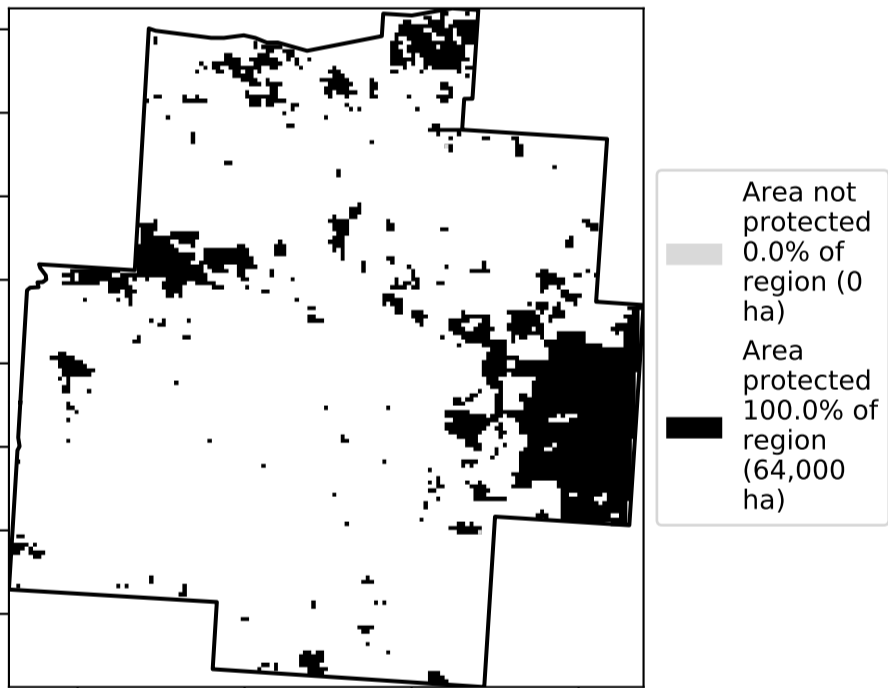 Area not
protected
0.0% of
region (0
ha)
Area
protected
100.0% of
region
(64,000
ha)